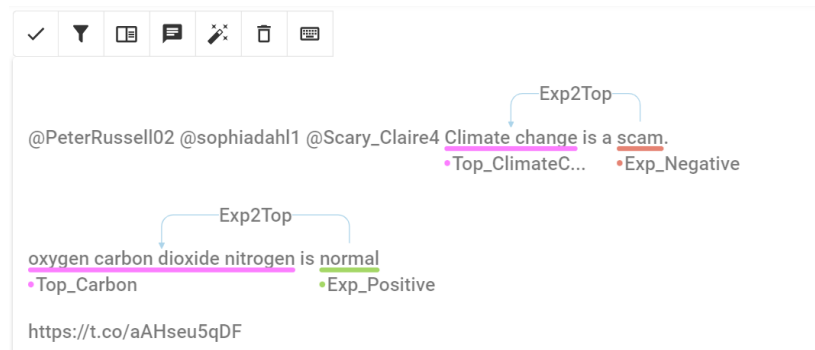 Exp2Top
@PeterRussell02 @sophiadahl1 @Scary_Claire4 Climate change is a scam.
•Top_ClimateC... •Exp_Negative
Exp2Top
oxygen carbon dioxide nitrogen is normal
•Top_Carbon •Exp_Positive
https://t.co/aAHseu5qDF